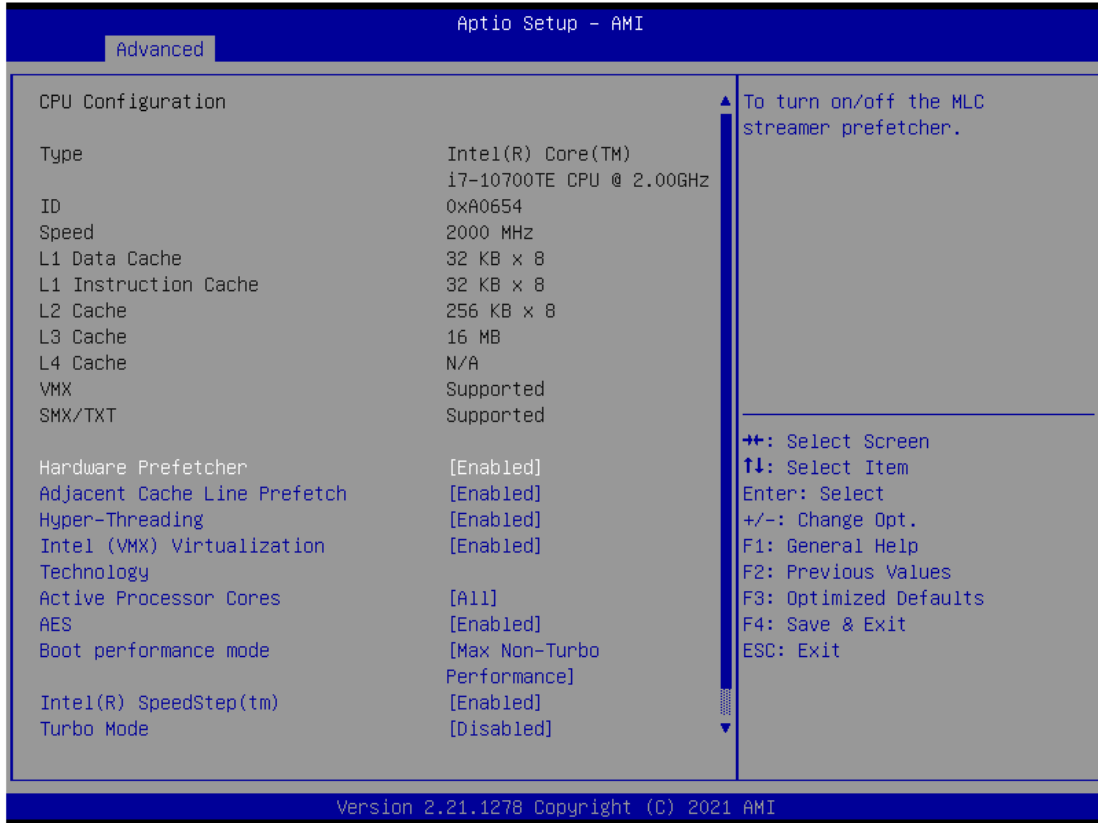 Aptio Setup – AMI
Advanced
CPU Configuration
Type Intel(R) Core(TM)
i7-10700TE CPU @ 2.00GHz
ID 0xA0654
Speed 2000 MHz
L1 Data Cache 32 KB x 8
L1 Instruction Cache 32 KB x 8
L2 Cache 256 KB x 8
L3 Cache 16 MB
L4 Cache N/A
VMX Supported
SMX/TXT Supported
Hardware Prefetcher [Enabled]
Adjacent Cache Line Prefetch [Enabled]
Hyper-Threading [Enabled]
Intel (VMX) Virtualization [Enabled]
Technology
Active Processor Cores [All]
AES [Enabled]
Boot performance mode [Max Non-Turbo
Performance]
Intel(R) SpeedStep(tm) [Enabled]
Turbo Mode [Disabled]
To turn on/off the MLC
streamer prefetcher.
→←: Select Screen
↑↓: Select Item
Enter: Select
+/-: Change Opt.
F1: General Help
F2: Previous Values
F3: Optimized Defaults
F4: Save & Exit
ESC: Exit
Version 2.21.1278 Copyright (C) 2021 AMI